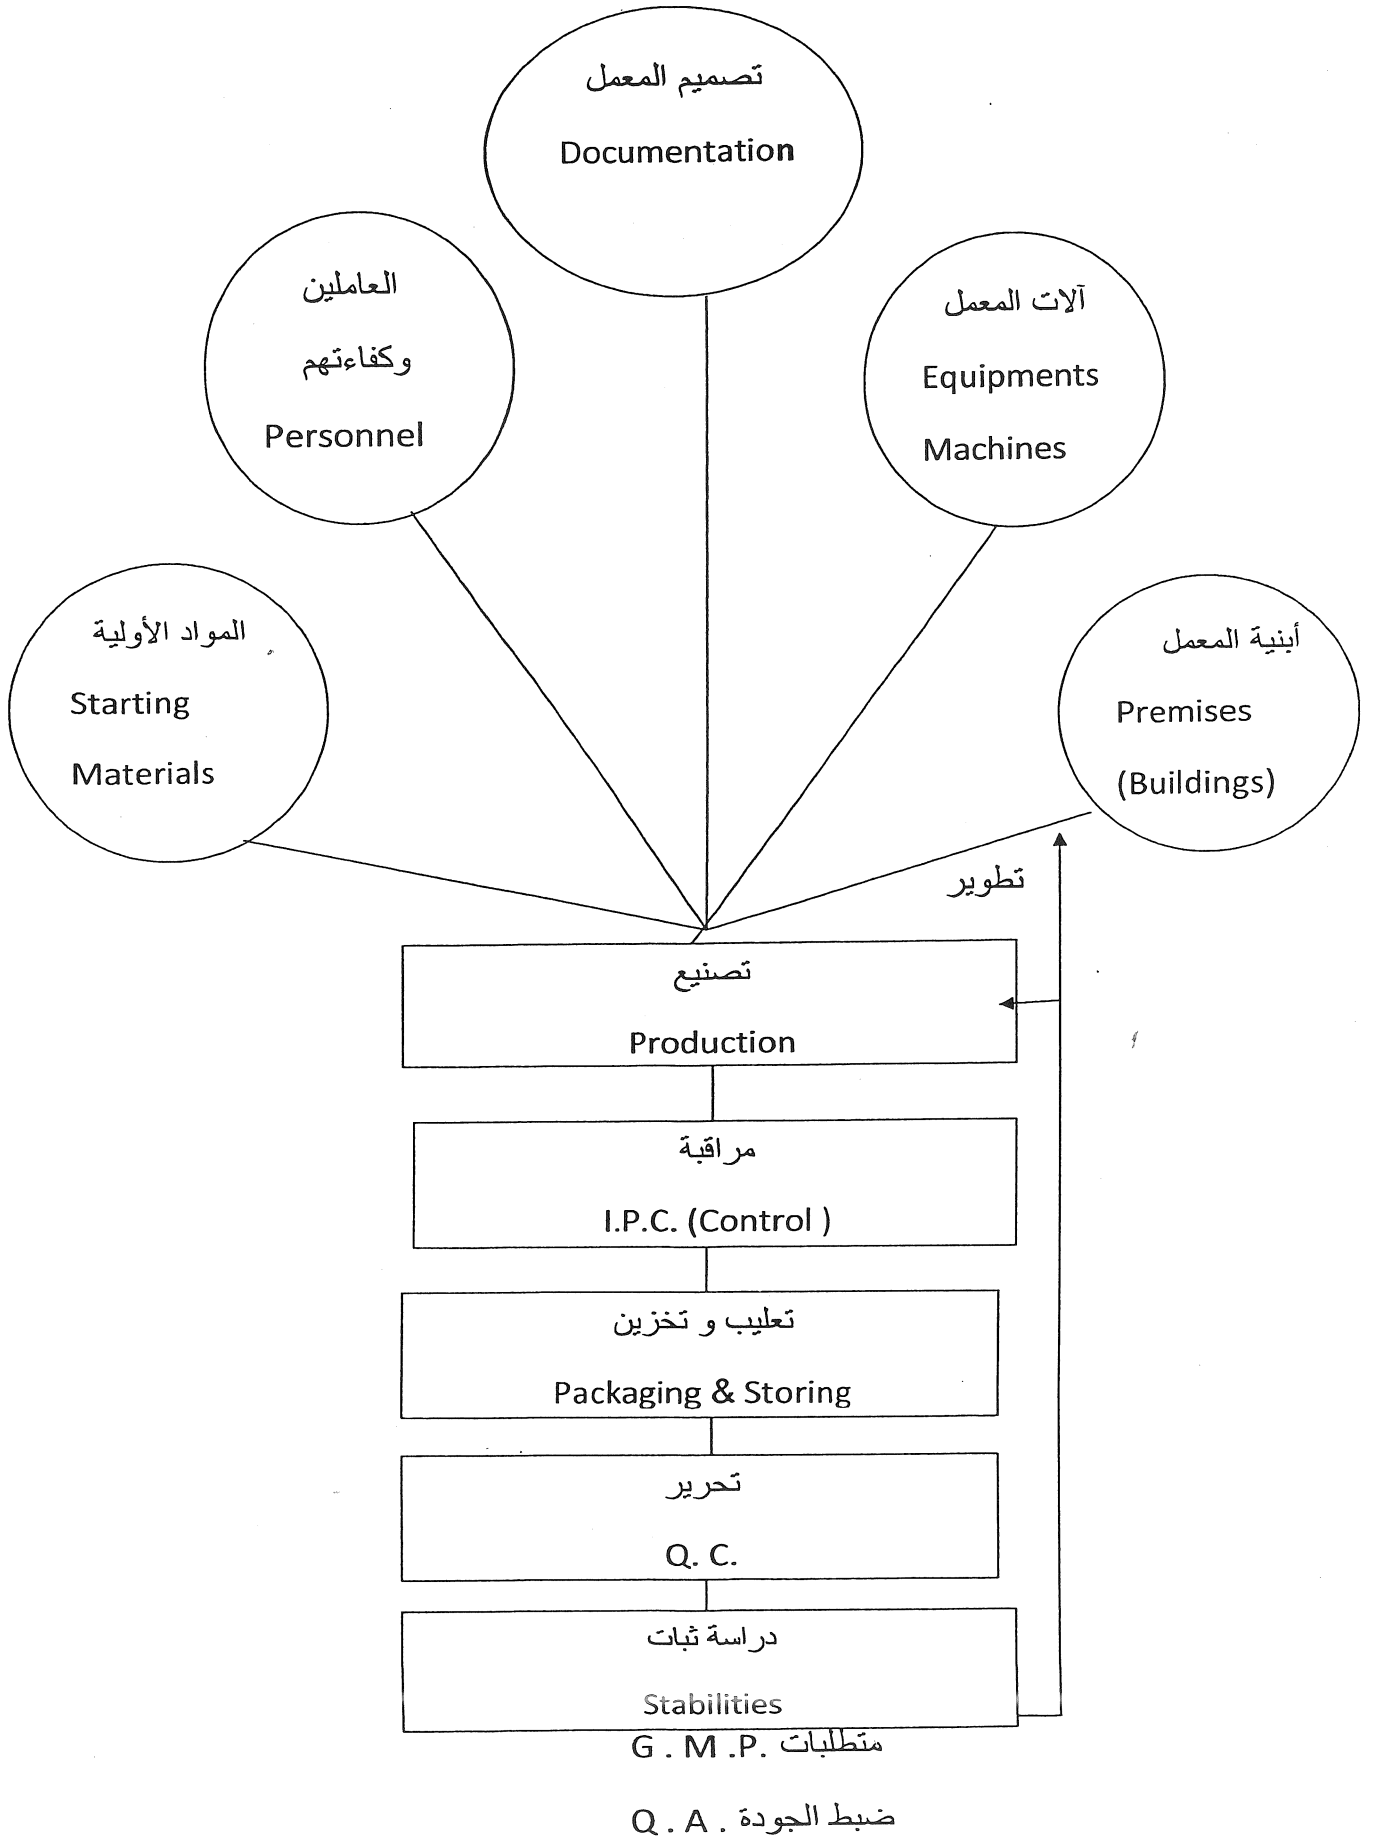 تصميم المعمل
Documentation
العاملين
وكفاءتهم
Personnel
آلات المعمل
Equipments
Machines
المواد الأولية
Starting
Materials
أبنية المعمل
Premises
(Buildings)
تطوير
تصنيع
Production
مراقبة
I.P.C. (Control )
تعليب و تخزين
Packaging & Storing
تحرير
Q. C.
دراسة ثبات
Stabilities
متطلبات G . M .P.
ضبط الجودة Q . A .